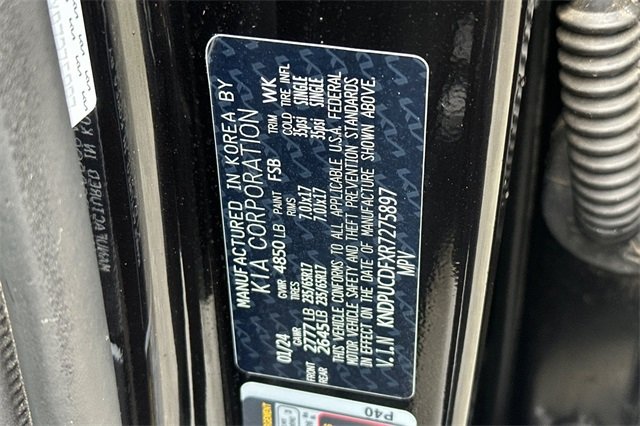 MANUFACTURED IN KOREA BY
KIA CORPORATION
01/24 GVWR 4850 LB PAINT FSB TRIM WK
GAWR TIRES RIMS COLD TIRE INFL
FRONT 2777 LB 235/65R17 7.0Jx17 35psi SINGLE
REAR 2645 LB 235/65R17 7.0Jx17 35psi SINGLE
THIS VEHICLE CONFORMS TO ALL APPLICABLE U.S.A. FEDERAL
MOTOR VEHICLE SAFETY AND THEFT PREVENTION STANDARDS
IN EFFECT ON THE DATE OF MANUFACTURE SHOWN ABOVE.
V.I.N KNDPUCDFXR7275897
MPV
P40